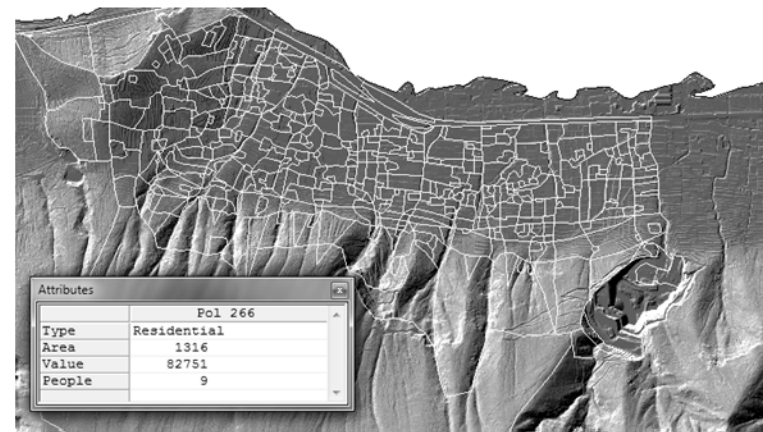 Attributes
Pol 266
Type Residential
Area 1316
Value 82751
People 9